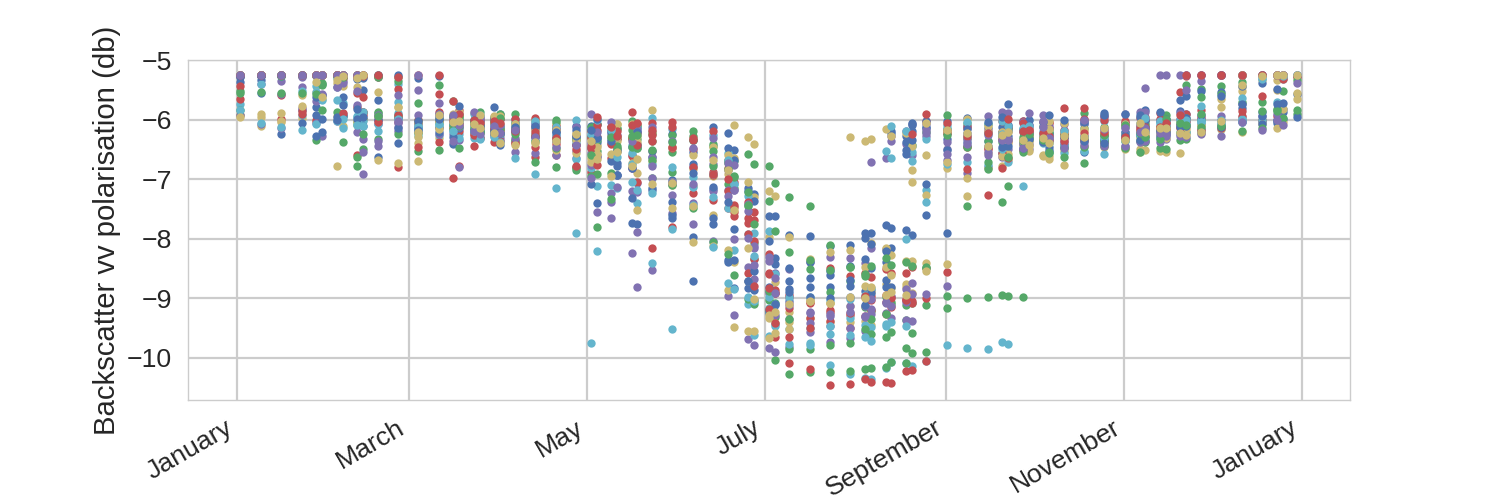 Backscatter vv polarisation (db)
−5
−6
−7
−8
−9
−10
January
March
May
July
September
November
January